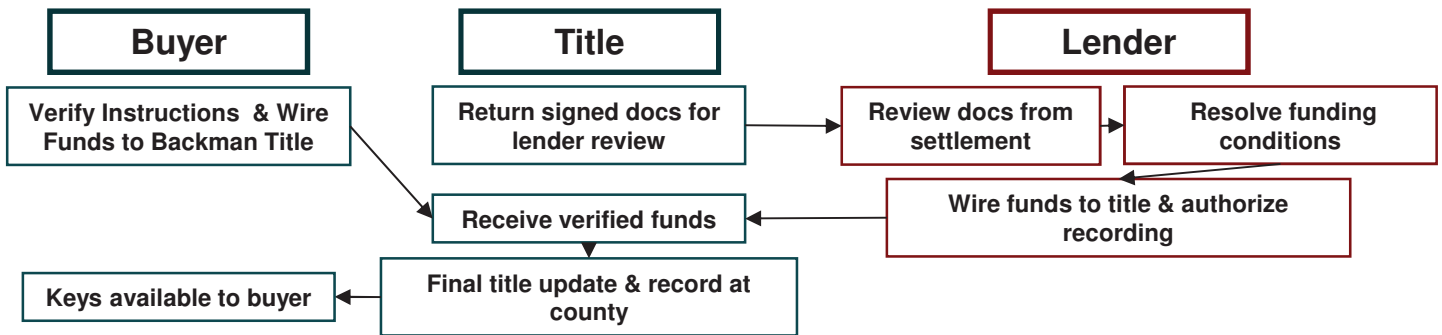 Buyer
Title
Lender
Verify Instructions & Wire
Funds to Backman Title
Return signed docs for
lender review
Review docs from
settlement
Resolve funding
conditions
Receive verified funds
Wire funds to title & authorize
recording
Keys available to buyer
Final title update & record at
county